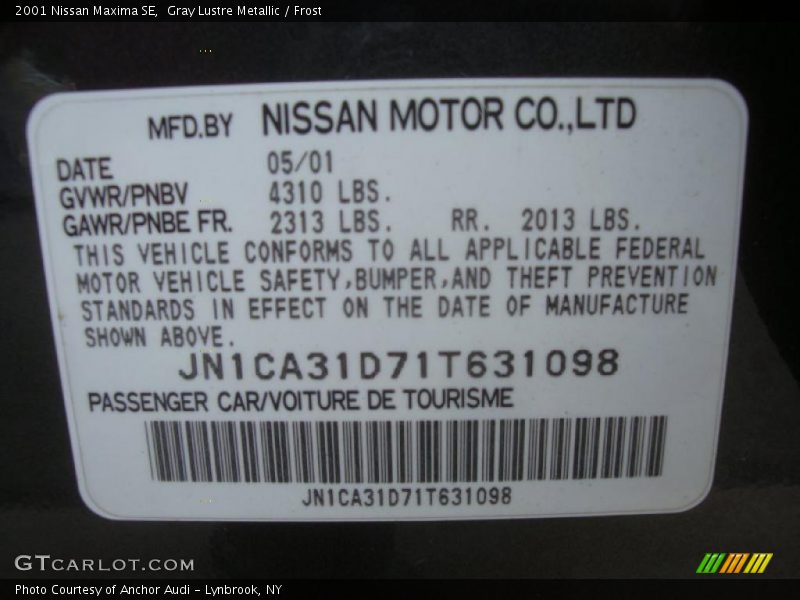 2001 Nissan Maxima SE,  Gray Lustre Metallic / Frost
MFD.BY NISSAN MOTOR CO.,LTD
DATE 05/01
GVWR/PNBV 4310 LBS.
GAWR/PNBE FR. 2313 LBS. RR. 2013 LBS.
THIS VEHICLE CONFORMS TO ALL APPLICABLE FEDERAL
MOTOR VEHICLE SAFETY,BUMPER,AND THEFT PREVENTION
STANDARDS IN EFFECT ON THE DATE OF MANUFACTURE
SHOWN ABOVE.
JN1CA31D71T631098
PASSENGER CAR/VOITURE DE TOURISME
JN1CA31D71T631098
GTCARLOT.COM
Photo Courtesy of Anchor Audi - Lynbrook, NY